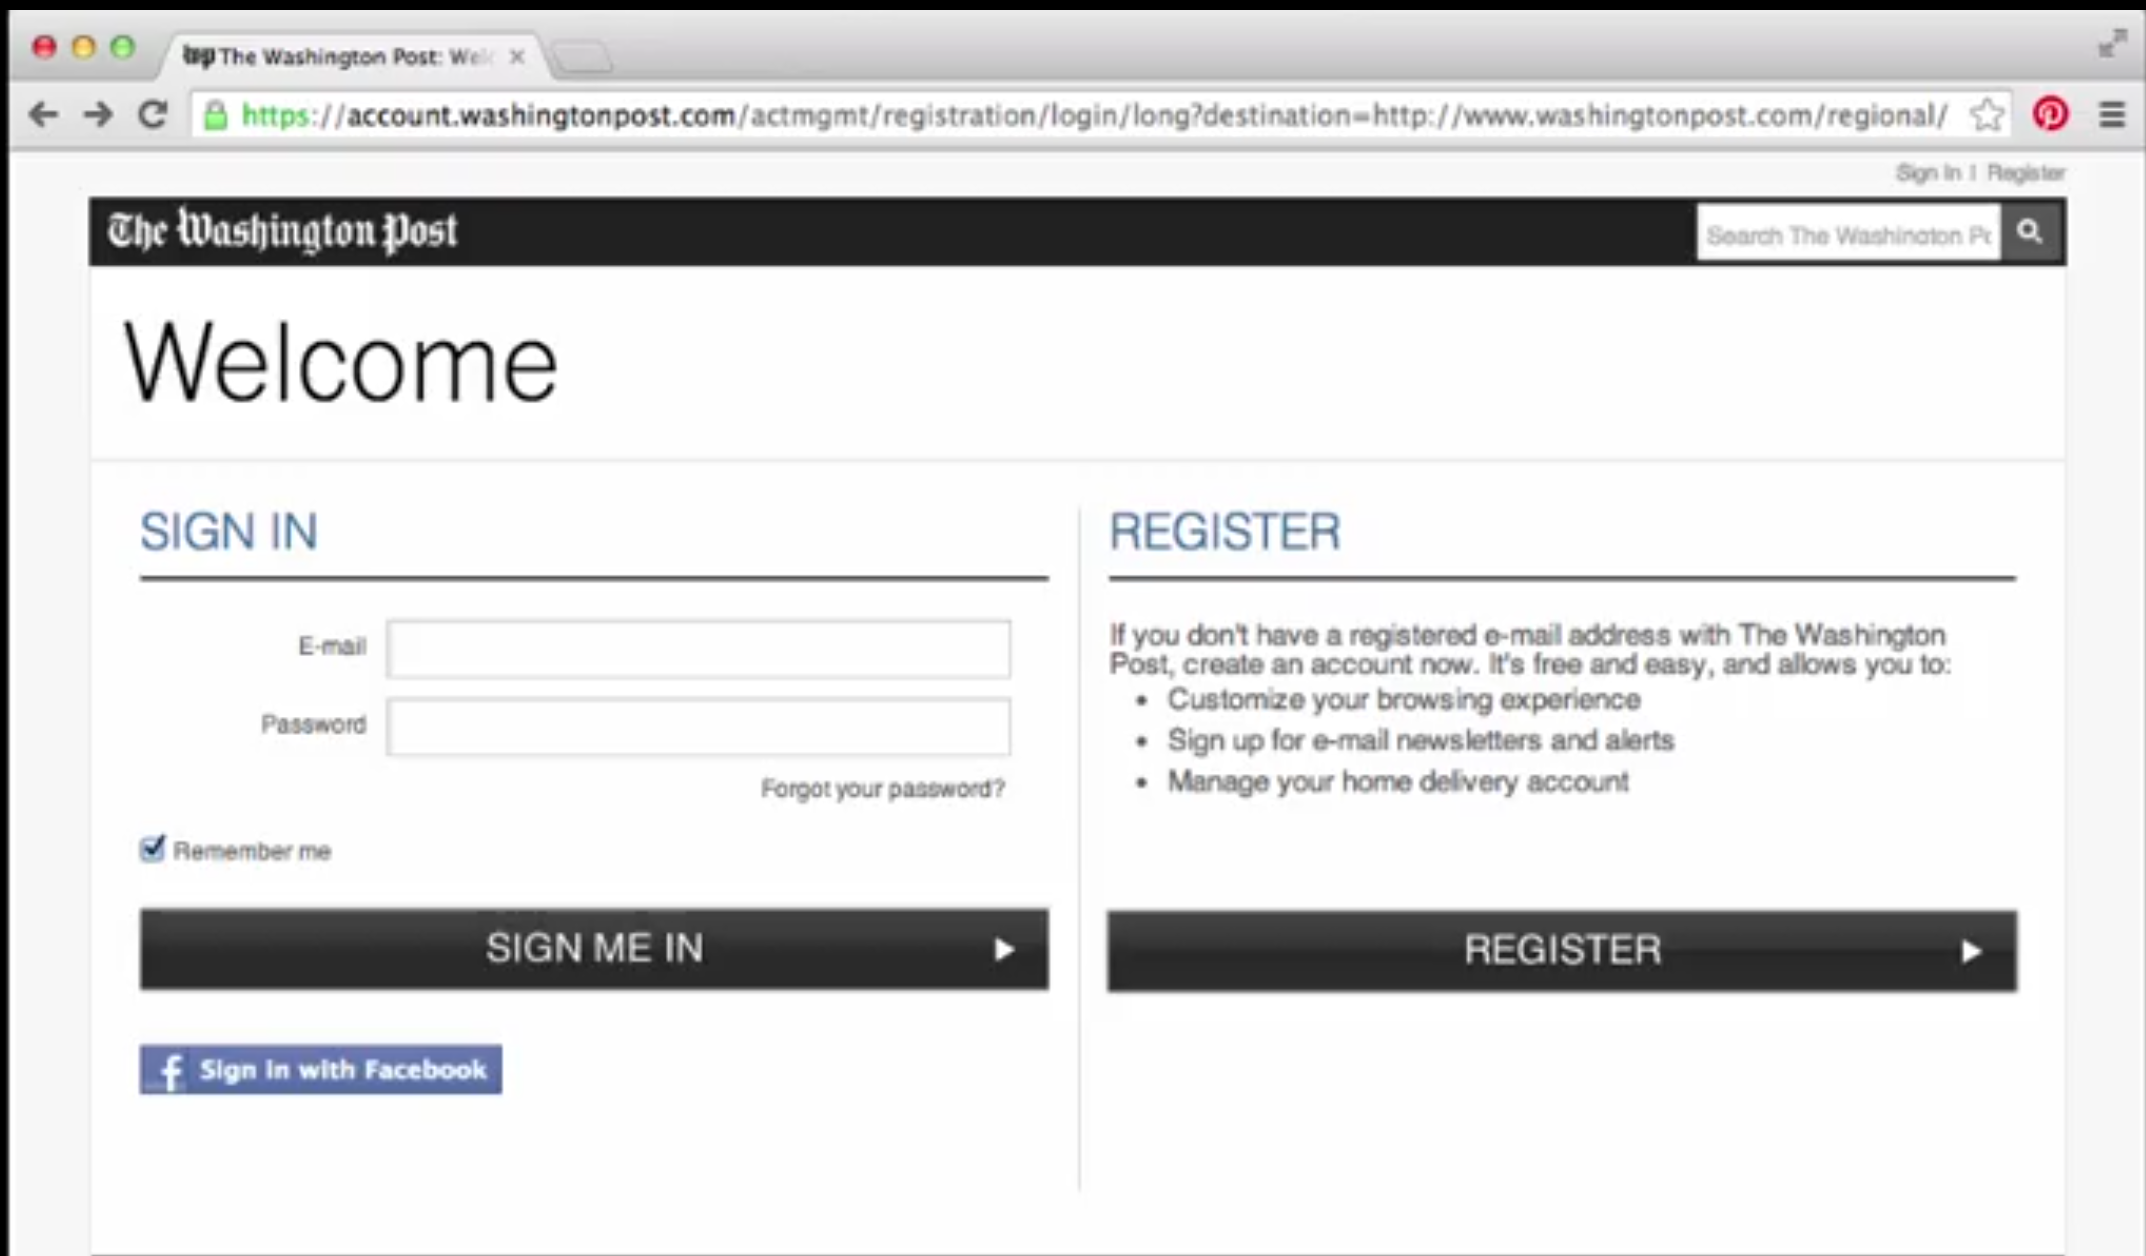 The Washington Post: Wel
https://account.washingtonpost.com/actmgmt/registration/login/long?destination=http://www.washingtonpost.com/regional/
Sign In | Register
The Washington Post
Search The Washington Po
Welcome
SIGN IN
E-mail
Password
Forgot your password?
Remember me
SIGN ME IN
Sign in with Facebook
REGISTER
If you don't have a registered e-mail address with The Washington
Post, create an account now. It's free and easy, and allows you to:
• Customize your browsing experience
• Sign up for e-mail newsletters and alerts
• Manage your home delivery account
REGISTER